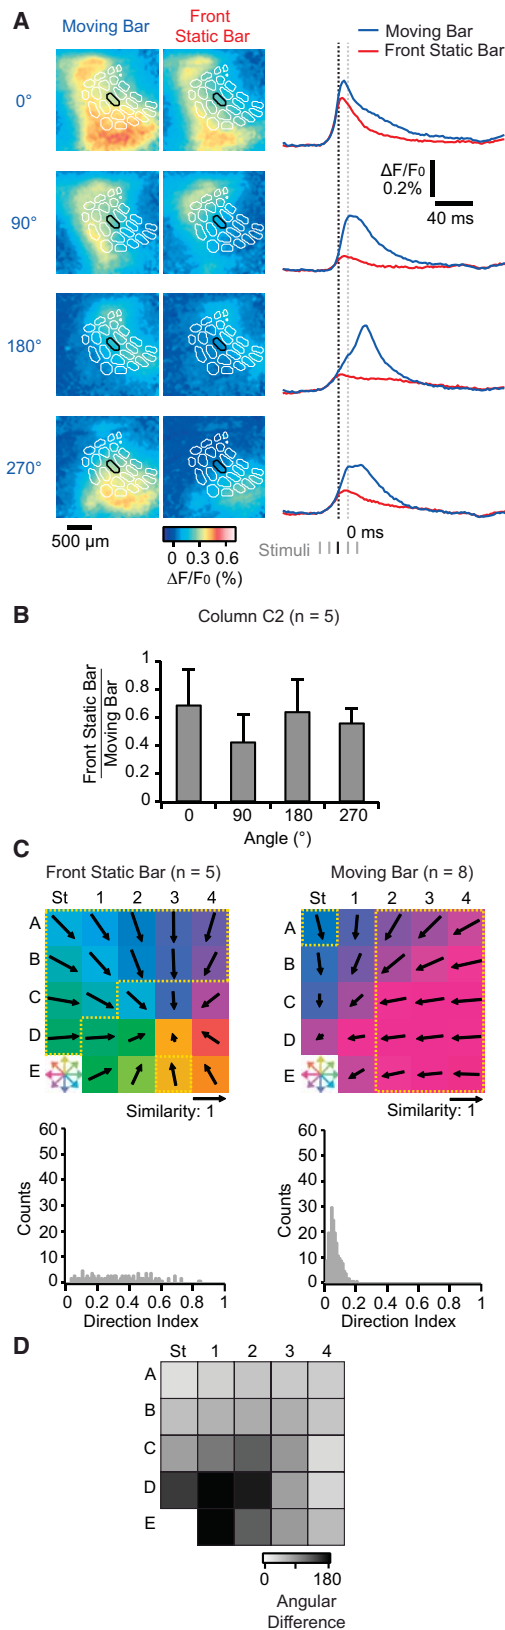 A
Moving Bar
Front
Static Bar
Moving Bar
Front Static Bar
0°
90°
180°
270°
ΔF/F0
0.2%
40 ms
500 µm
0 0.3 0.6
ΔF/F0 (%)
0 ms
Stimuli
B
Column C2 (n = 5)
Front Static Bar
Moving Bar
1
0.8
0.6
0.4
0.2
0
0 90 180 270
Angle (°)
C
Front Static Bar (n = 5)
St 1 2 3 4
A
B
C
D
E
Similarity: 1
Moving Bar (n = 8)
St 1 2 3 4
A
B
C
D
E
Similarity: 1
60
50
40
30
20
10
0
Counts
0 0.2 0.4 0.6 0.8 1
Direction Index
60
50
40
30
20
10
0
Counts
0 0.2 0.4 0.6 0.8 1
Direction Index
D
St 1 2 3 4
A
B
C
D
E
0 180
Angular
Difference